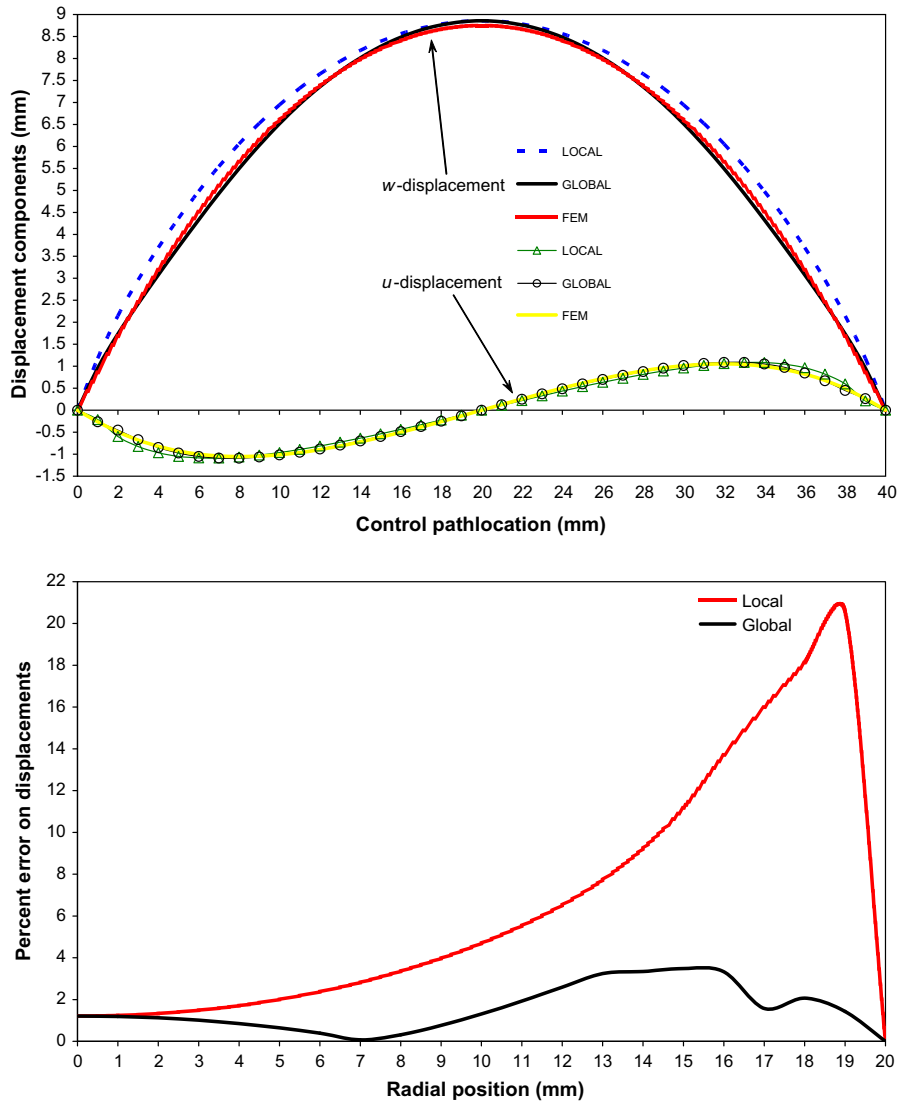 Displacement components (mm)
9
8.5
8
7.5
7
6.5
6
5.5
5
4.5
4
3.5
3
2.5
2
1.5
1
0.5
0
-0.5
-1
-1.5
w-displacement
u-displacement
LOCAL
GLOBAL
FEM
LOCAL
GLOBAL
FEM
0 2 4 6 8 10 12 14 16 18 20 22 24 26 28 30 32 34 36 38 40
Control pathlocation (mm)
Percent error on displacements
22
20
18
16
14
12
10
8
6
4
2
0
Local
Global
0 1 2 3 4 5 6 7 8 9 10 11 12 13 14 15 16 17 18 19 20
Radial position (mm)